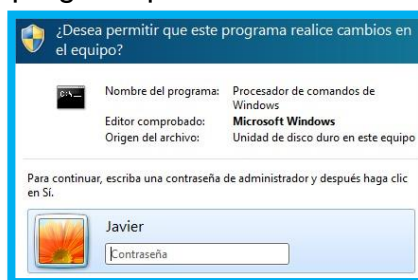 ¿Desea permitir que este programa realice cambios en
el equipo?
Nombre del programa: Procesador de comandos de
Windows
Editor comprobado: Microsoft Windows
Origen del archivo: Unidad de disco duro en este equipo
Para continuar, escriba una contraseña de administrador y después haga clic
en Sí.
Javier
Contraseña